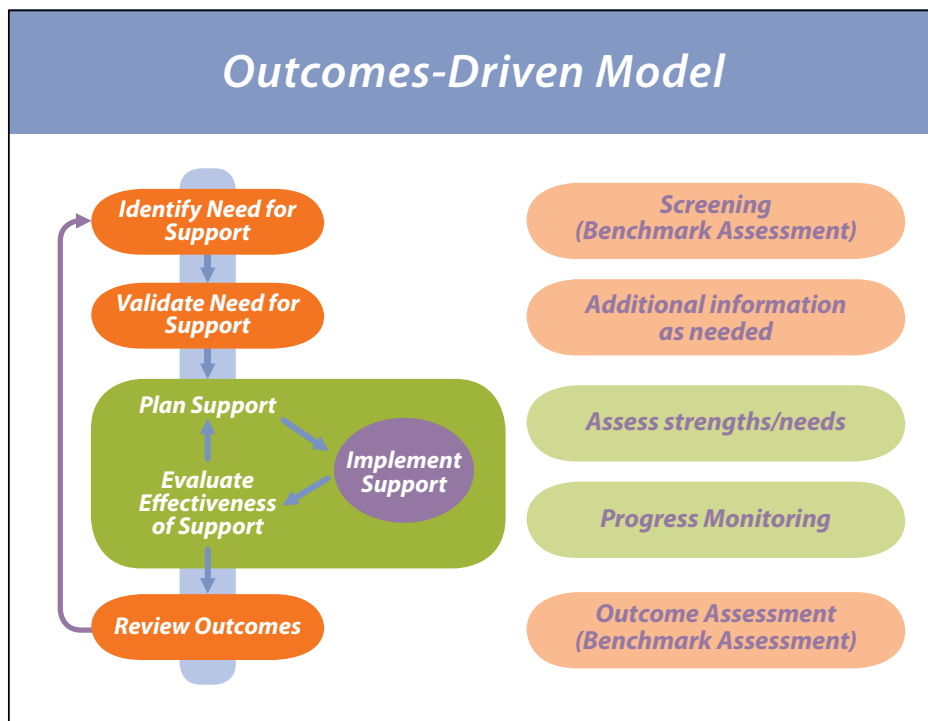 Outcomes-Driven Model
Identify Need for
Support
Screening
(Benchmark Assessment)
Validate Need for
Support
Additional information
as needed
Plan Support
Assess strengths/needs
Implement
Support
Evaluate
Effectiveness
of Support
Progress Monitoring
Review Outcomes
Outcome Assessment
(Benchmark Assessment)